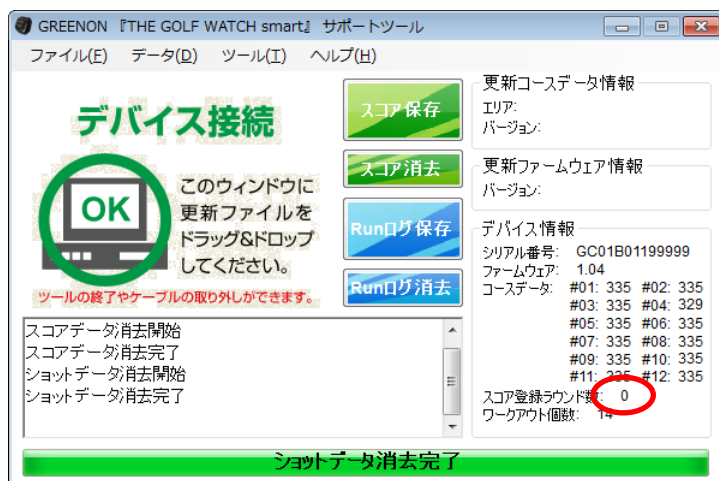 GREENON 『THE GOLF WATCH smart』 サポートツール
ファイル(F) データ(D) ツール(T) ヘルプ(H)
デバイス接続
OK
このウィンドウに
更新ファイルを
ドラッグ&ドロップ
してください。
ツールの終了やケーブルの取り外しができます。
スコア保存
スコア消去
Runログ保存
Runログ消去
更新コースデータ情報
エリア:
バージョン:
更新ファームウェア情報
バージョン:
デバイス情報
シリアル番号: GC01B01199999
ファームウェア: 1.04
コースデータ: #01: 335 #02: 335
#03: 335 #04: 329
#05: 335 #06: 335
#07: 335 #08: 335
#09: 335 #10: 335
#11: 335 #12: 335
スコア登録ラウンド数: 0
ワークアウト個数: 14
スコアデータ消去開始
スコアデータ消去完了
ショットデータ消去開始
ショットデータ消去完了
ショットデータ消去完了